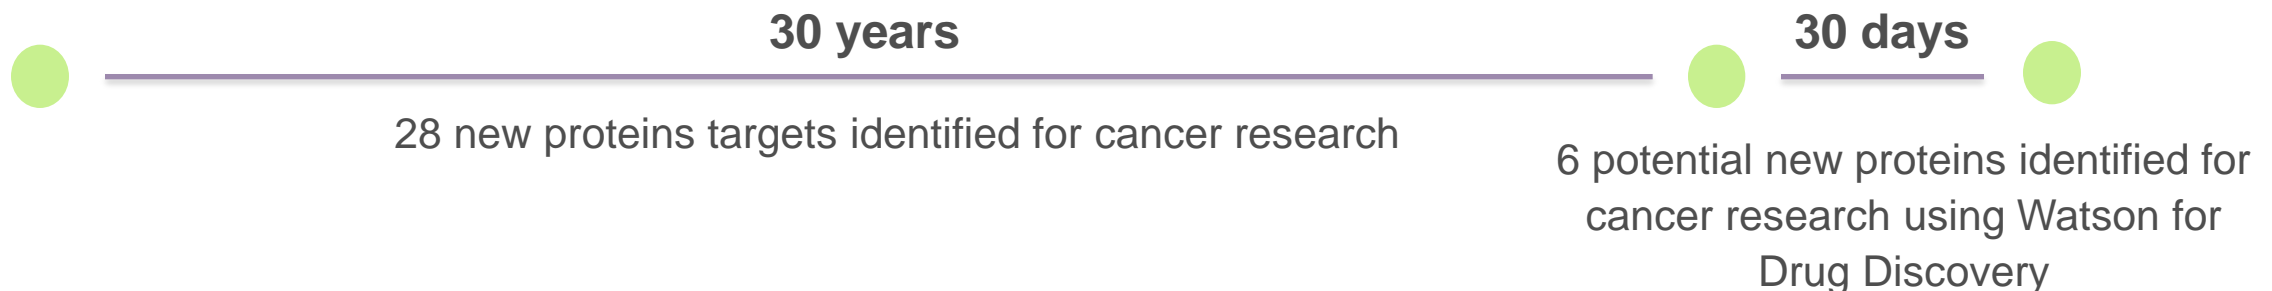 30 years
28 new proteins targets identified for cancer research
30 days
6 potential new proteins identified for
cancer research using Watson for
Drug Discovery